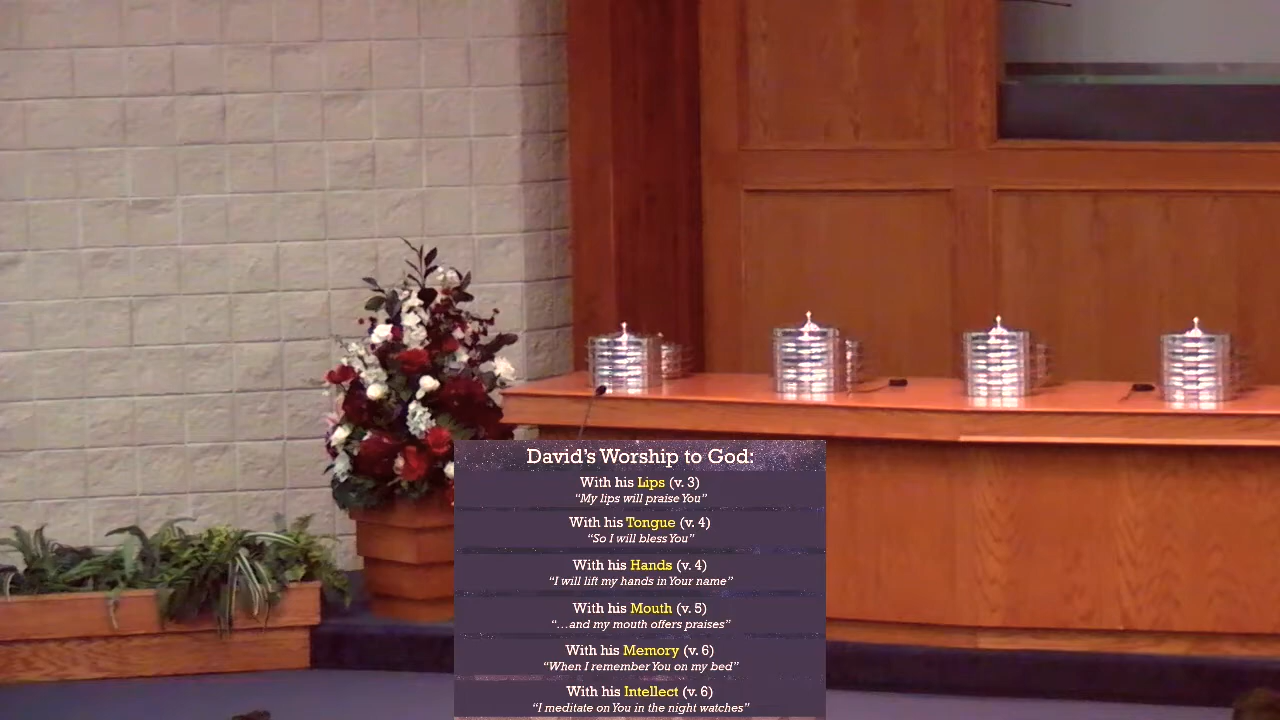 David's Worship to God:
With his Lips (v. 3)
“My lips will praise You”
With his Tongue (v. 4)
“So I will bless You”
With his Hands (v. 4)
“I will lift my hands in Your name”
With his Mouth (v. 5)
“…and my mouth offers praises”
With his Memory (v. 6)
“When I remember You on my bed”
With his Intellect (v. 6)
“I meditate on You in the night watches”